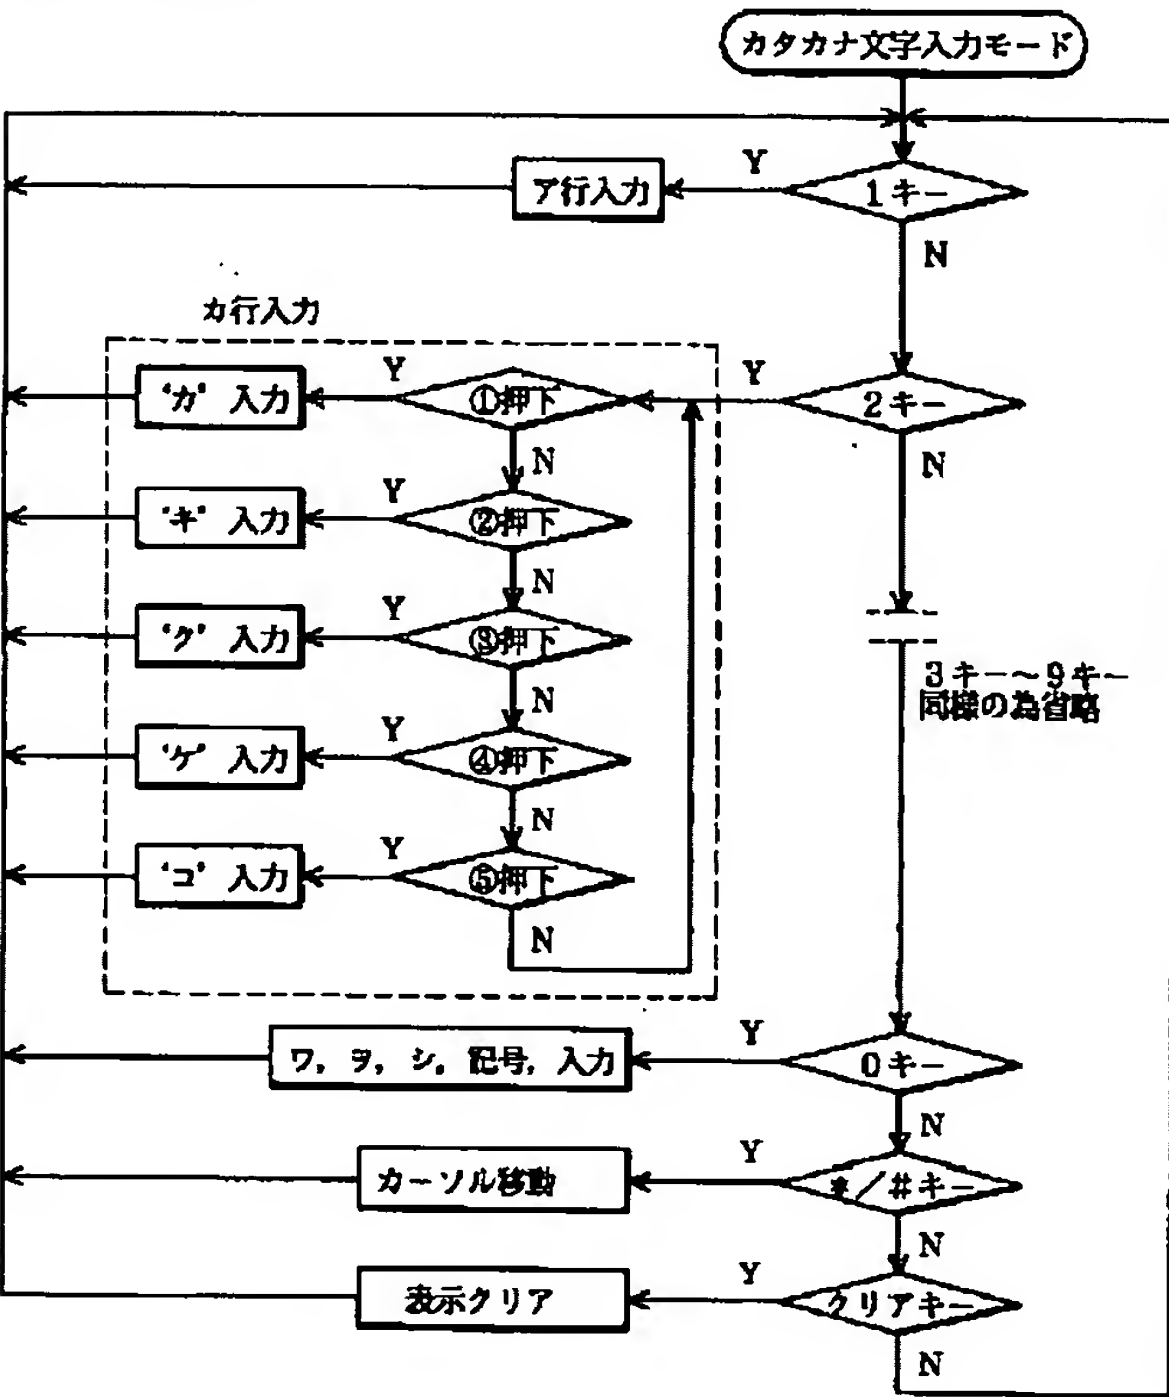 カタカナ文字入力モード
Y
ア行入力
1キー
N
カ行入力
Y
'カ' 入力
①押下
Y
2キー
N
N
Y
'キ' 入力
②押下
N
Y
'ク' 入力
③押下
3キー～9キー
同様の為省略
N
Y
'ケ' 入力
④押下
N
Y
'コ' 入力
⑤押下
N
Y
ワ, ヲ, ン, 記号, 入力
0キー
N
Y
カーソル移動
*／#キー
N
Y
表示クリア
クリアキー
N